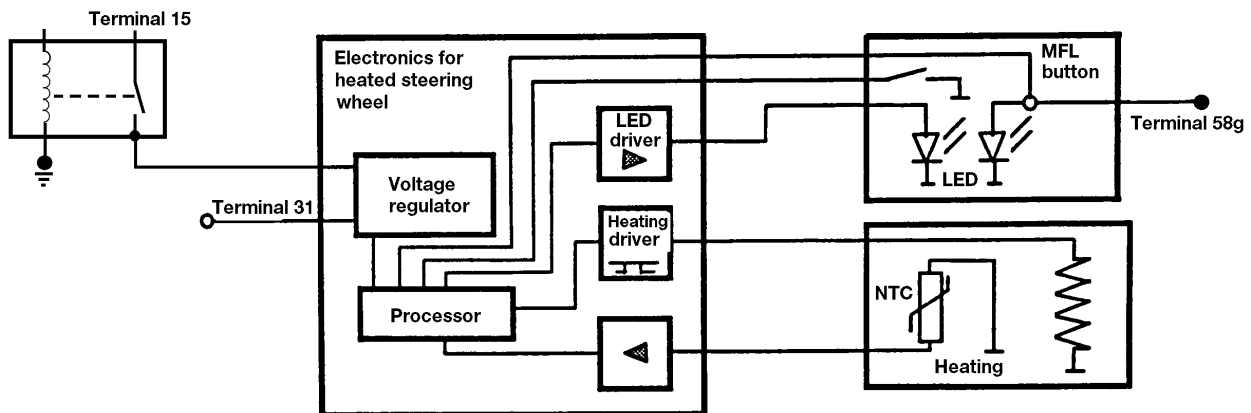 Terminal 15
Electronics for
heated steering
wheel
MFL
button
LED
driver
Terminal 58g
LED
Voltage
regulator
Terminal 31
Heating
driver
NTC
Processor
Heating